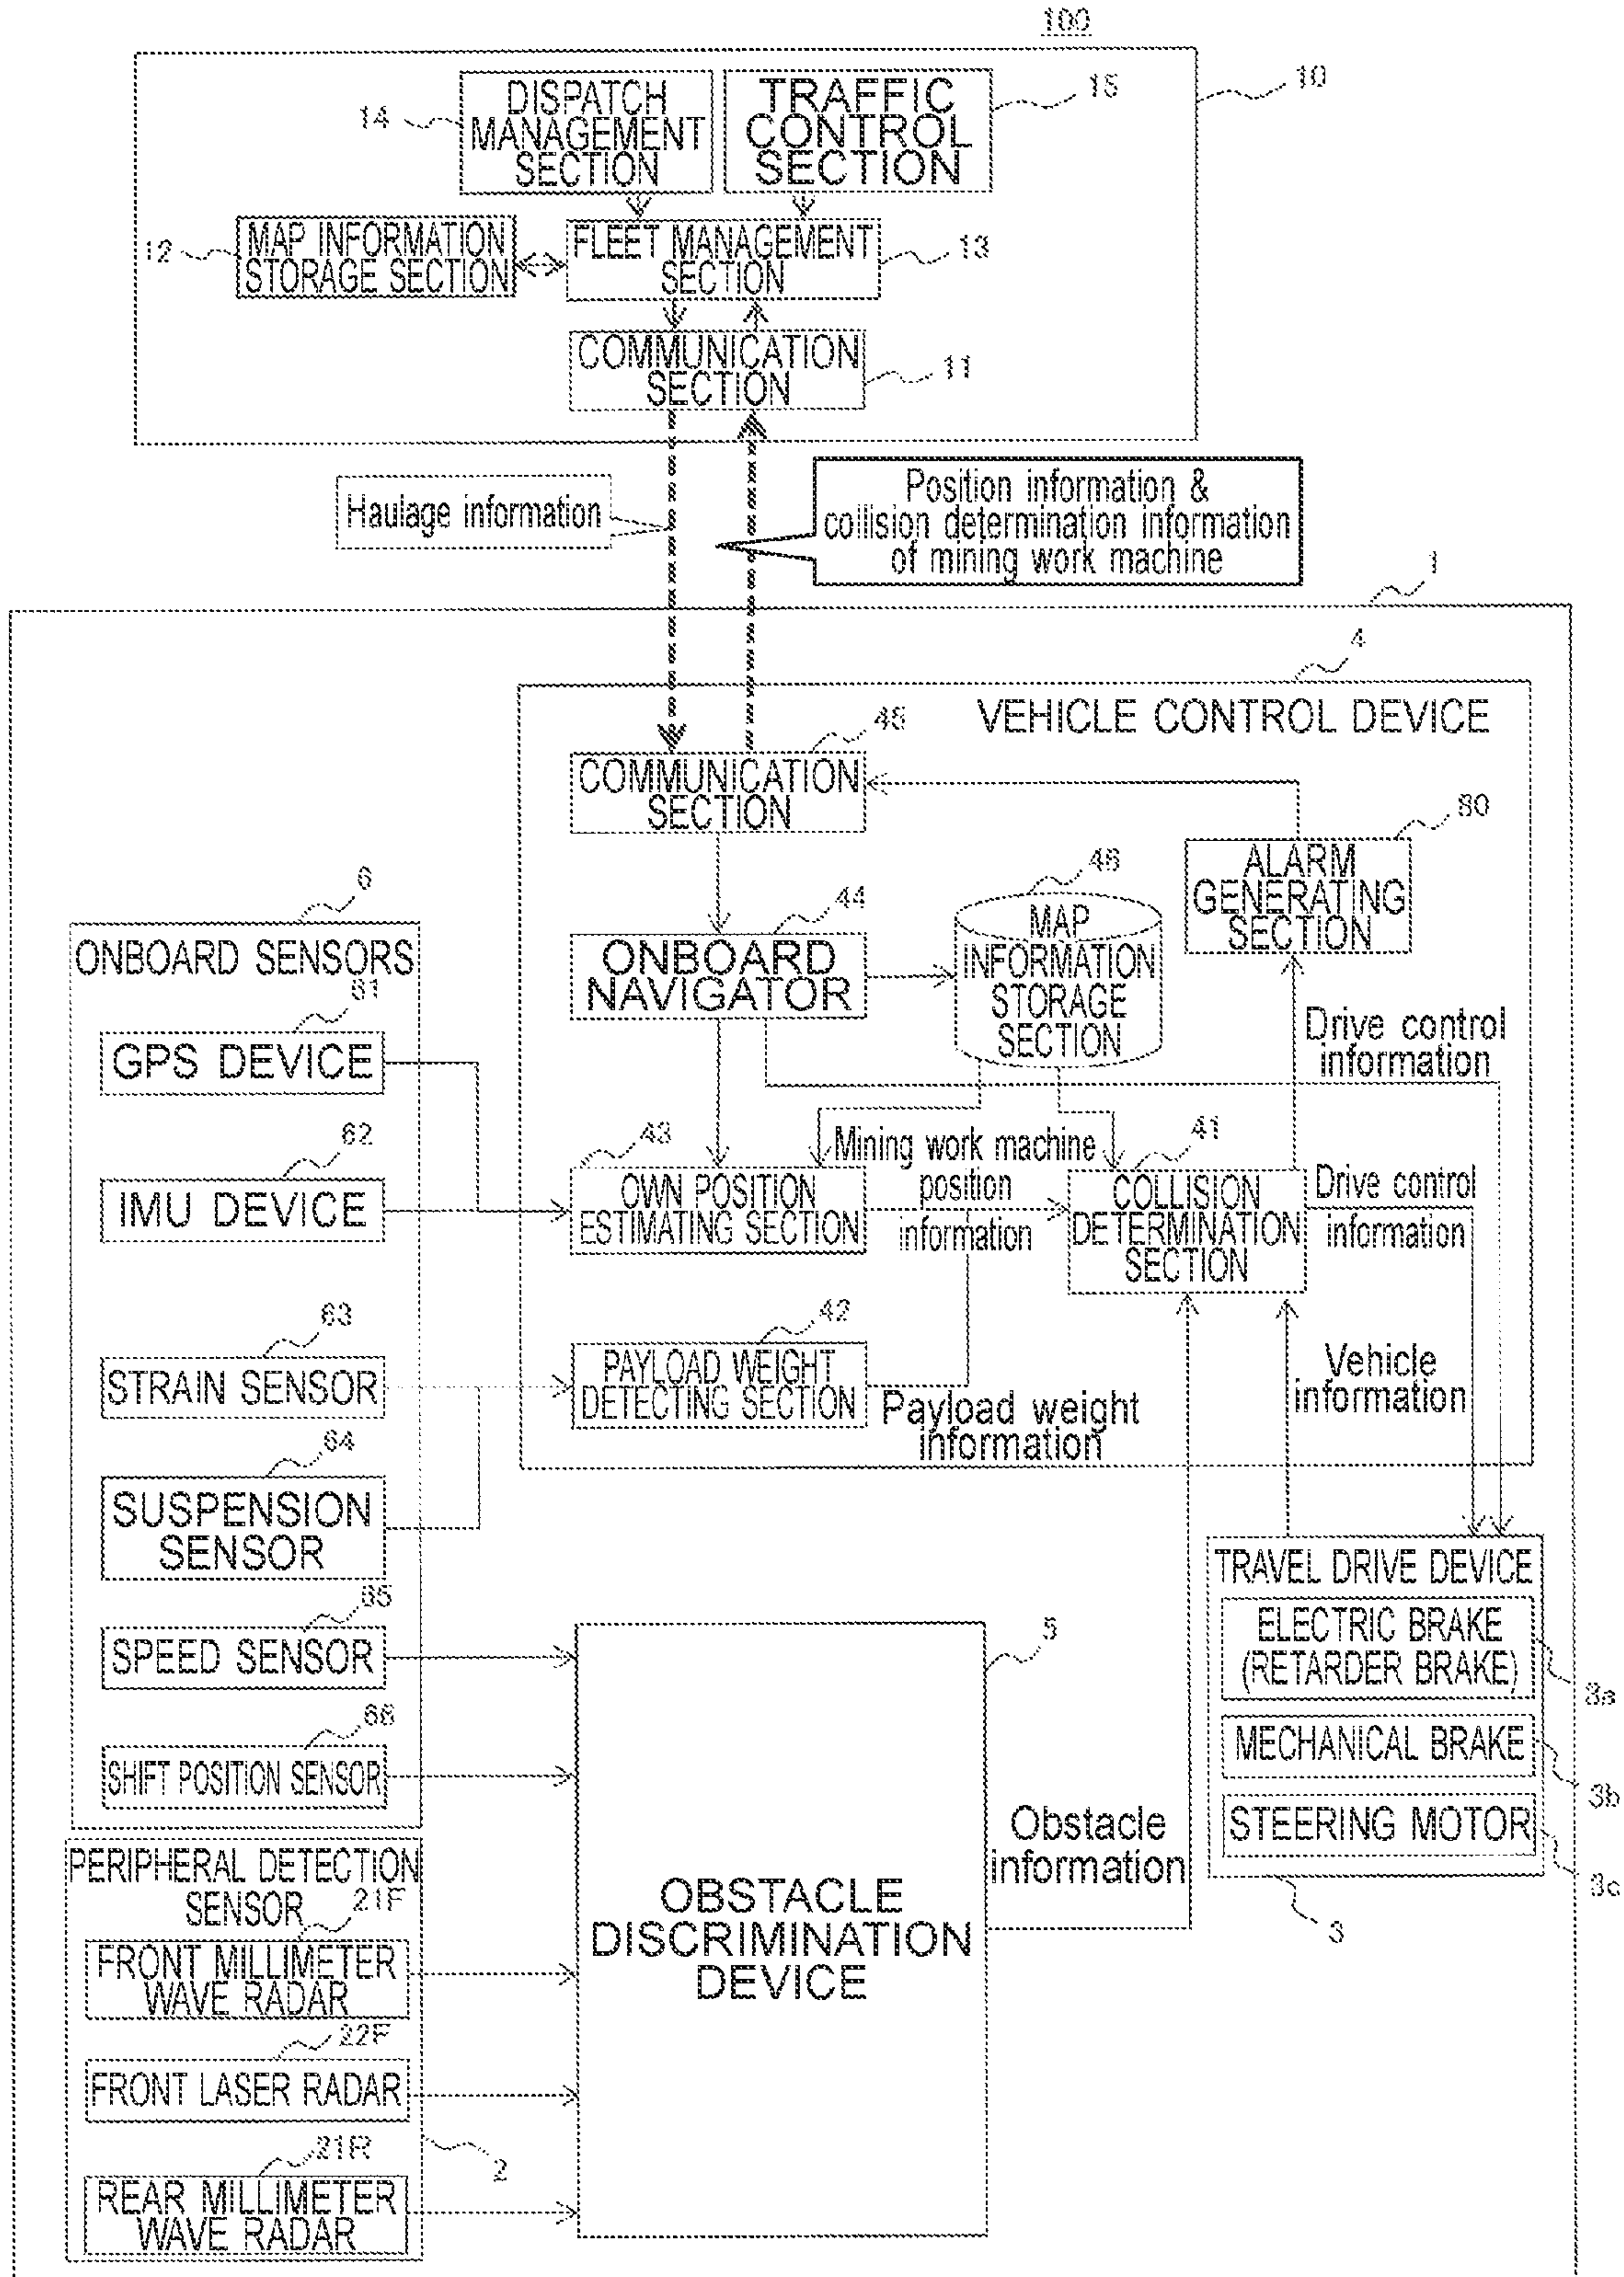 100
10
DISPATCH
MANAGEMENT
SECTION
14
TRAFFIC
CONTROL
SECTION
15
MAP INFORMATION
STORAGE SECTION
12
FLEET MANAGEMENT
SECTION
13
COMMUNICATION
SECTION
11
Haulage information
Position information &
collision determination information
of mining work machine
1
4
VEHICLE CONTROL DEVICE
45
COMMUNICATION
SECTION
80
ALARM
GENERATING
SECTION
46
MAP
INFORMATION
STORAGE
SECTION
44
ONBOARD
NAVIGATOR
6
ONBOARD SENSORS
61
GPS DEVICE
Drive control
information
62
IMU DEVICE
43
OWN POSITION
ESTIMATING SECTION
Mining work machine
position
information
41
COLLISION
DETERMINATION
SECTION
Drive control
information
63
STRAIN SENSOR
42
PAYLOAD WEIGHT
DETECTING SECTION
Payload weight
information
Vehicle
information
64
SUSPENSION
SENSOR
65
SPEED SENSOR
66
SHIFT POSITION SENSOR
5
OBSTACLE
DISCRIMINATION
DEVICE
Obstacle
information
TRAVEL DRIVE DEVICE
ELECTRIC BRAKE
(RETARDER BRAKE)
3a
MECHANICAL BRAKE
3b
STEERING MOTOR
3c
3
PERIPHERAL DETECTION
SENSOR
21F
FRONT MILLIMETER
WAVE RADAR
22F
FRONT LASER RADAR
21R
REAR MILLIMETER
WAVE RADAR
2